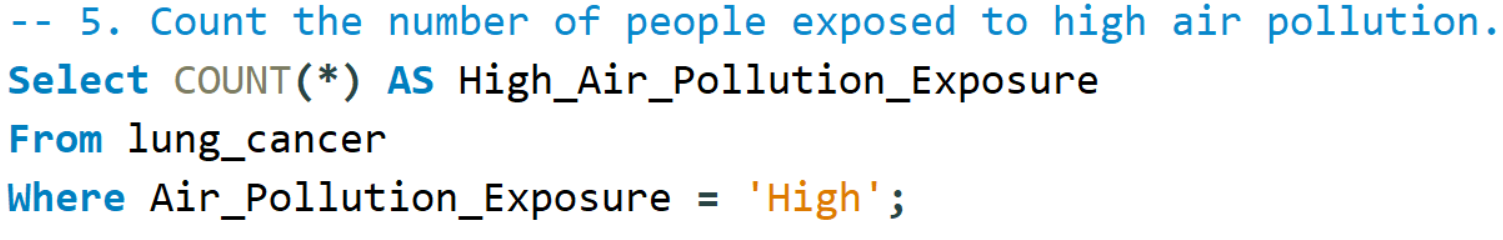 -- 5. Count the number of people exposed to high air pollution.
Select COUNT(*) AS High_Air_Pollution_Exposure
From lung_cancer
Where Air_Pollution_Exposure = 'High';